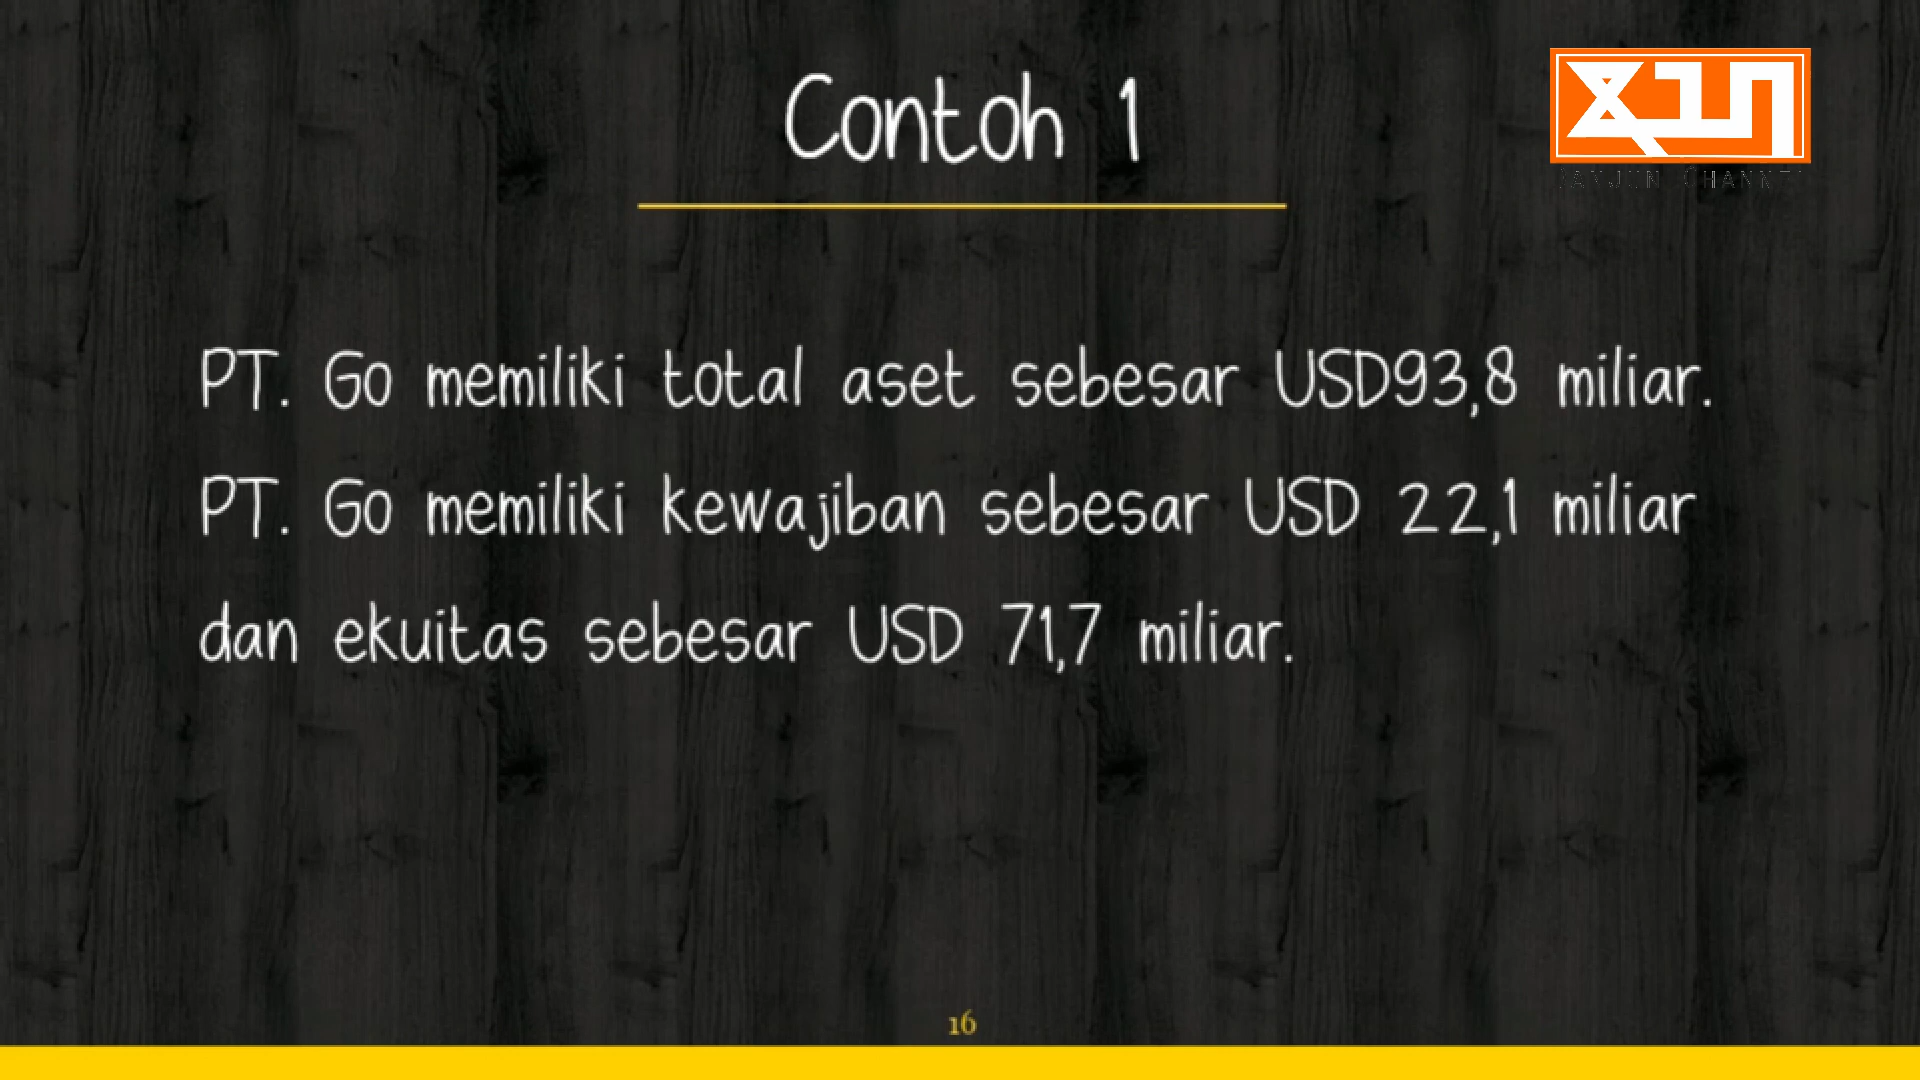 Contoh 1
PT. Go memiliki total aset sebesar USD93,8 miliar.
PT. Go memiliki kewajiban sebesar USD 22,1 miliar
dan ekuitas sebesar USD 71,7 miliar.
16